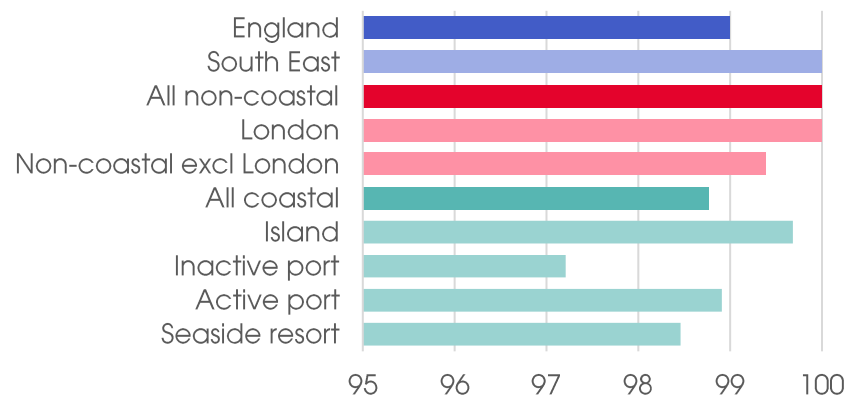 England
South East
All non-coastal
London
Non-coastal excl London
All coastal
Island
Inactive port
Active port
Seaside resort
95 96 97 98 99 100